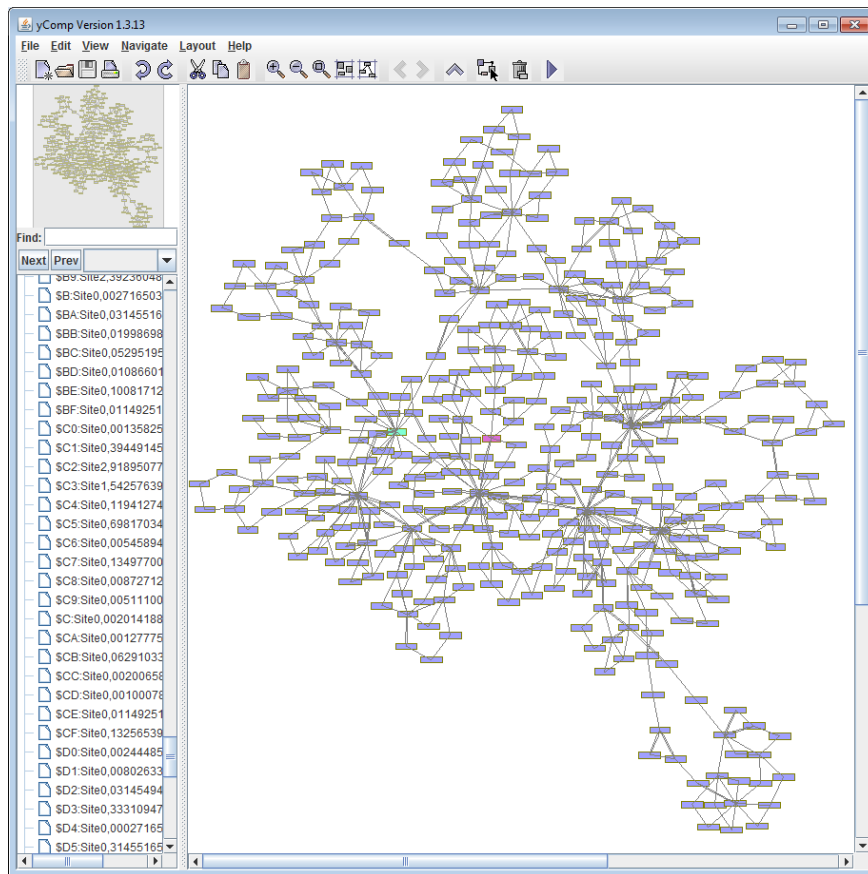 yComp Version 1.3.13
File Edit View Navigate Layout Help
Find:
Next Prev
$B9:Site2,39236048
$B:Site0,002716503
$BA:Site0,03145516
$BB:Site0,01998698
$BC:Site0,05295195
$BD:Site0,01086601
$BE:Site0,10081712
$BF:Site0,01149251
$C0:Site0,00135825
$C1:Site0,39449145
$C2:Site2,91895077
$C3:Site1,54257639
$C4:Site0,11941274
$C5:Site0,69817034
$C6:Site0,00545894
$C7:Site0,13497700
$C8:Site0,00872712
$C9:Site0,00511100
$C:Site0,002014188
$CA:Site0,00127775
$CB:Site0,06291033
$CC:Site0,00200658
$CD:Site0,00100078
$CE:Site0,01149251
$CF:Site0,13256539
$D0:Site0,00244485
$D1:Site0,00802633
$D2:Site0,03145494
$D3:Site0,33310947
$D4:Site0,00027165
$D5:Site0,31455165